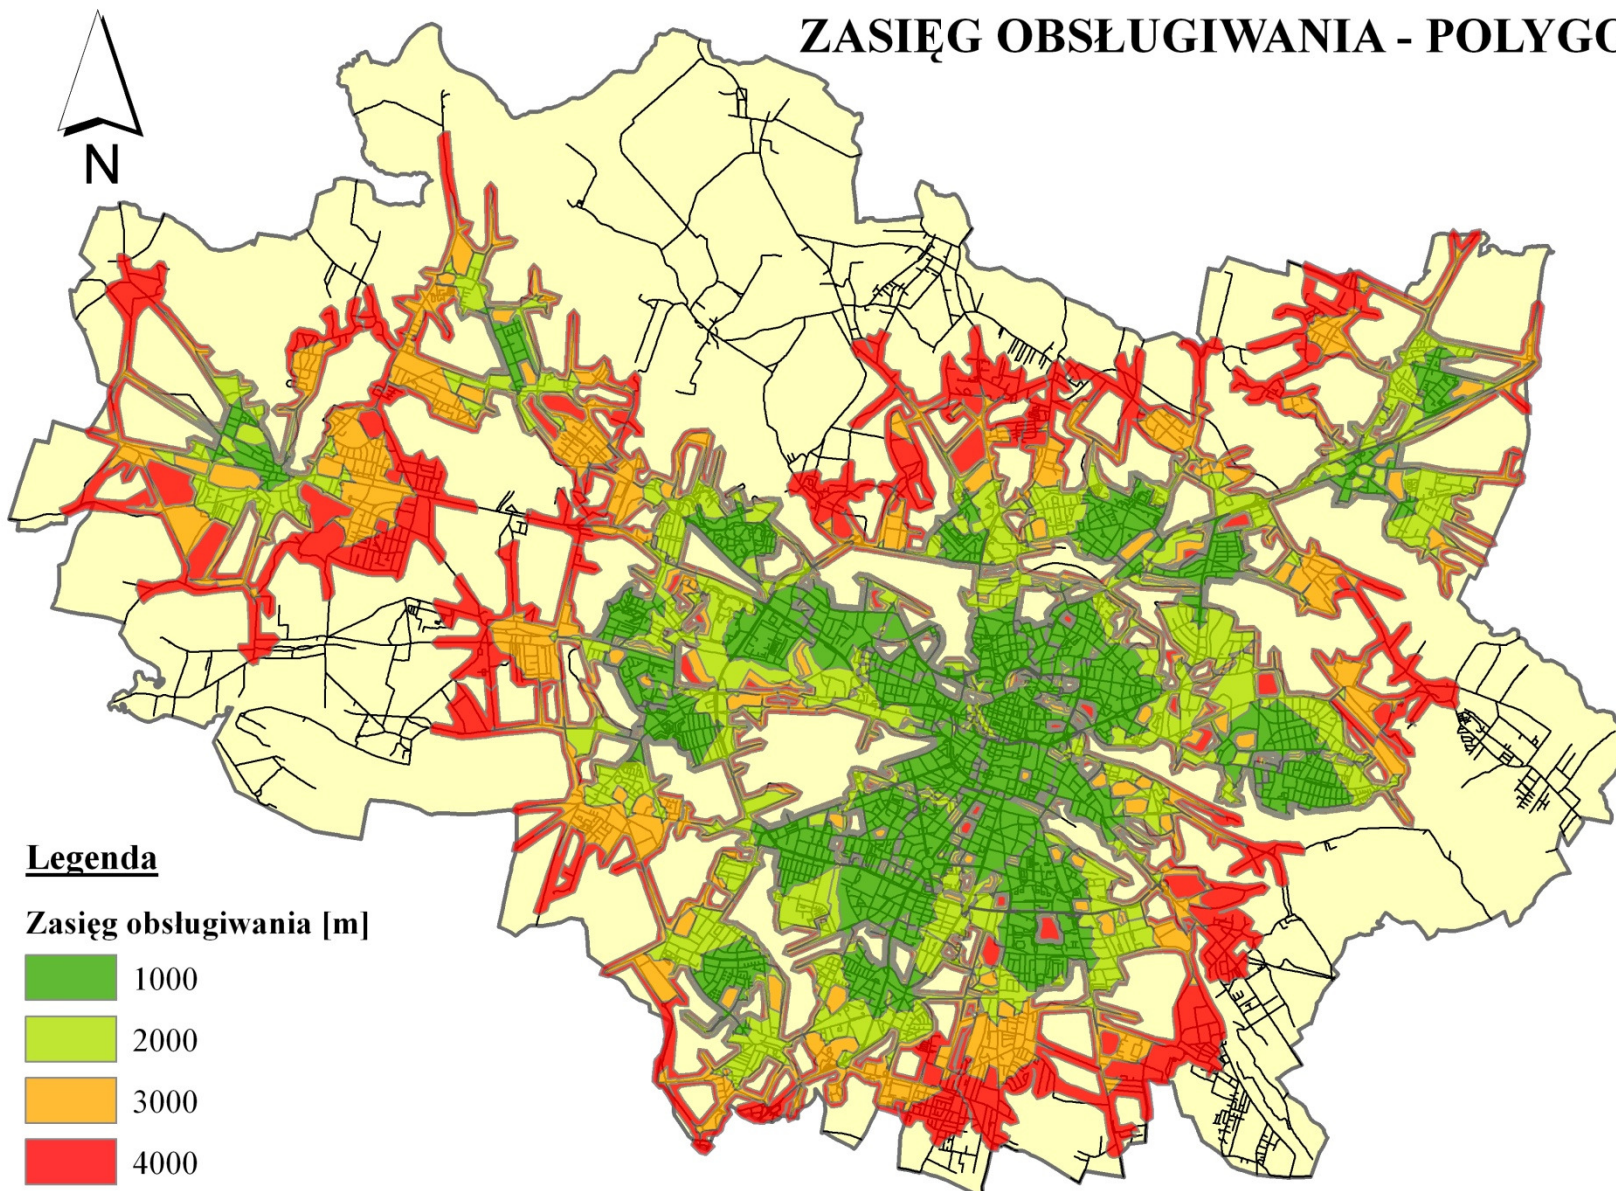 ZASIĘG OBSŁUGIWANIA - POLYGO
N
Legenda
Zasięg obsługiwania [m]
1000
2000
3000
4000